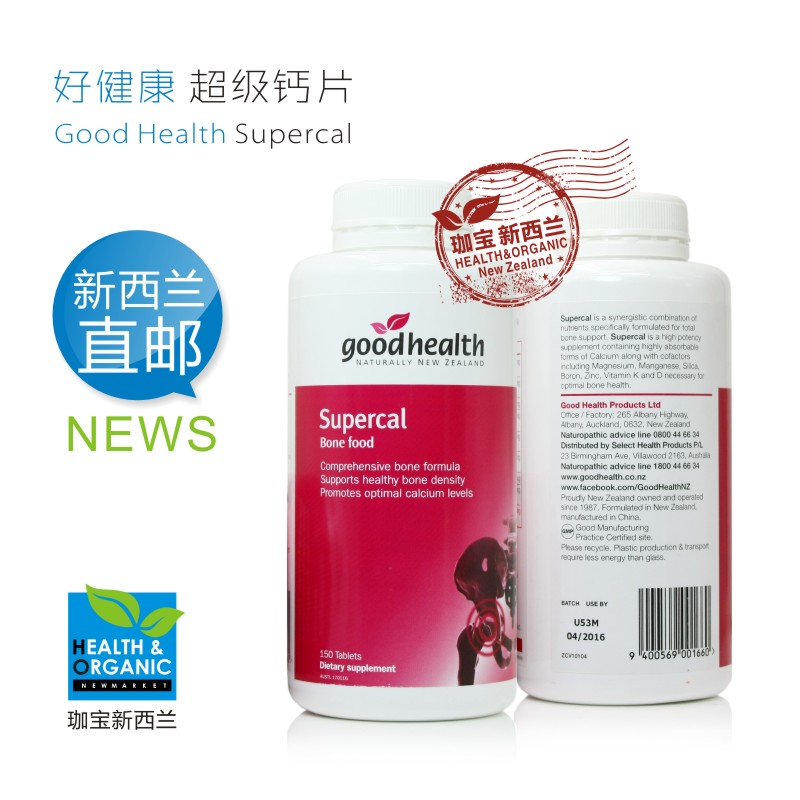 好健康 超级钙片
Good Health Supercal
新西兰
直邮
NEWS
HEALTH &
ORGANIC
NEWMARKET
珈宝新西兰
珈宝新西兰
HEALTH&ORGANIC
New Zealand
goodhealth
NATURALLY NEW ZEALAND
Supercal
Bone food
Comprehensive bone formula
Supports healthy bone density
Promotes optimal calcium levels
150 Tablets
Dietary supplement
AUSTL 170116
Supercal is a synergistic combination of
nutrients specifically formulated for total
bone support. Supercal is a high potency
supplement containing highly absorbable
forms of Calcium along with cofactors
including Magnesium, Manganese, Silica,
Boron, Zinc, Vitamin K and D necessary for
optimal bone health.
Good Health Products Ltd
Office / Factory: 265 Albany Highway,
Albany, Auckland, 0632, New Zealand
Naturopathic advice line 0800 44 66 34
Distributed by Select Health Products P/L
23 Birmingham Ave, Villawood 2163, Australia
Naturopathic advice line 1800 44 66 34
www.goodhealth.co.nz
www.facebook.com/GoodHealthNZ
Proudly New Zealand owned and operated
since 1987. Formulated in New Zealand,
manufactured in China.
GMP Good Manufacturing
Practice Certified site.
Please recycle. Plastic production & transport
require less energy than glass.
BATCH USE BY
U53M
04/2016
ZCV10104
9 400569 001660